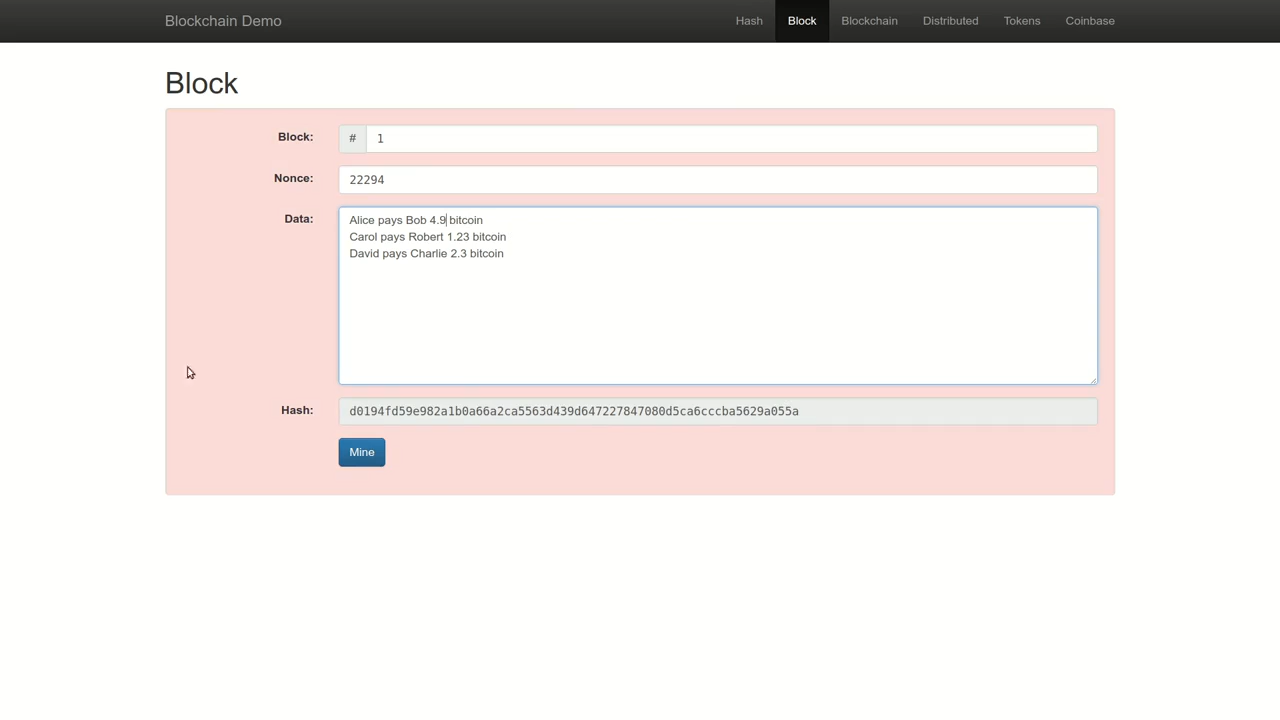 Blockchain Demo Hash Block Blockchain Distributed Tokens Coinbase
Block
Block: # 1
Nonce: 22294
Data: Alice pays Bob 4.9 bitcoin
Carol pays Robert 1.23 bitcoin
David pays Charlie 2.3 bitcoin
Hash: d0194fd59e982a1b0a66a2ca5563d439d647227847080d5ca6cccba5629a055a
Mine